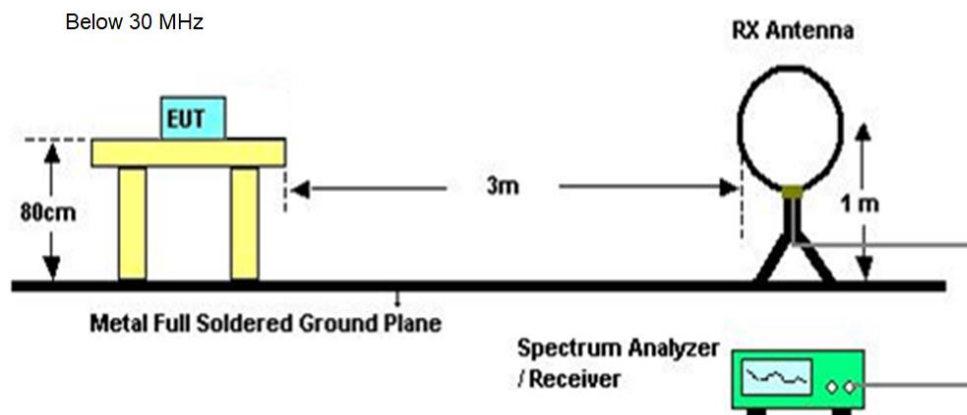 Below 30 MHz
RX Antenna
EUT
3m
80cm
1 m
Metal Full Soldered Ground Plane
Spectrum Analyzer
/ Receiver